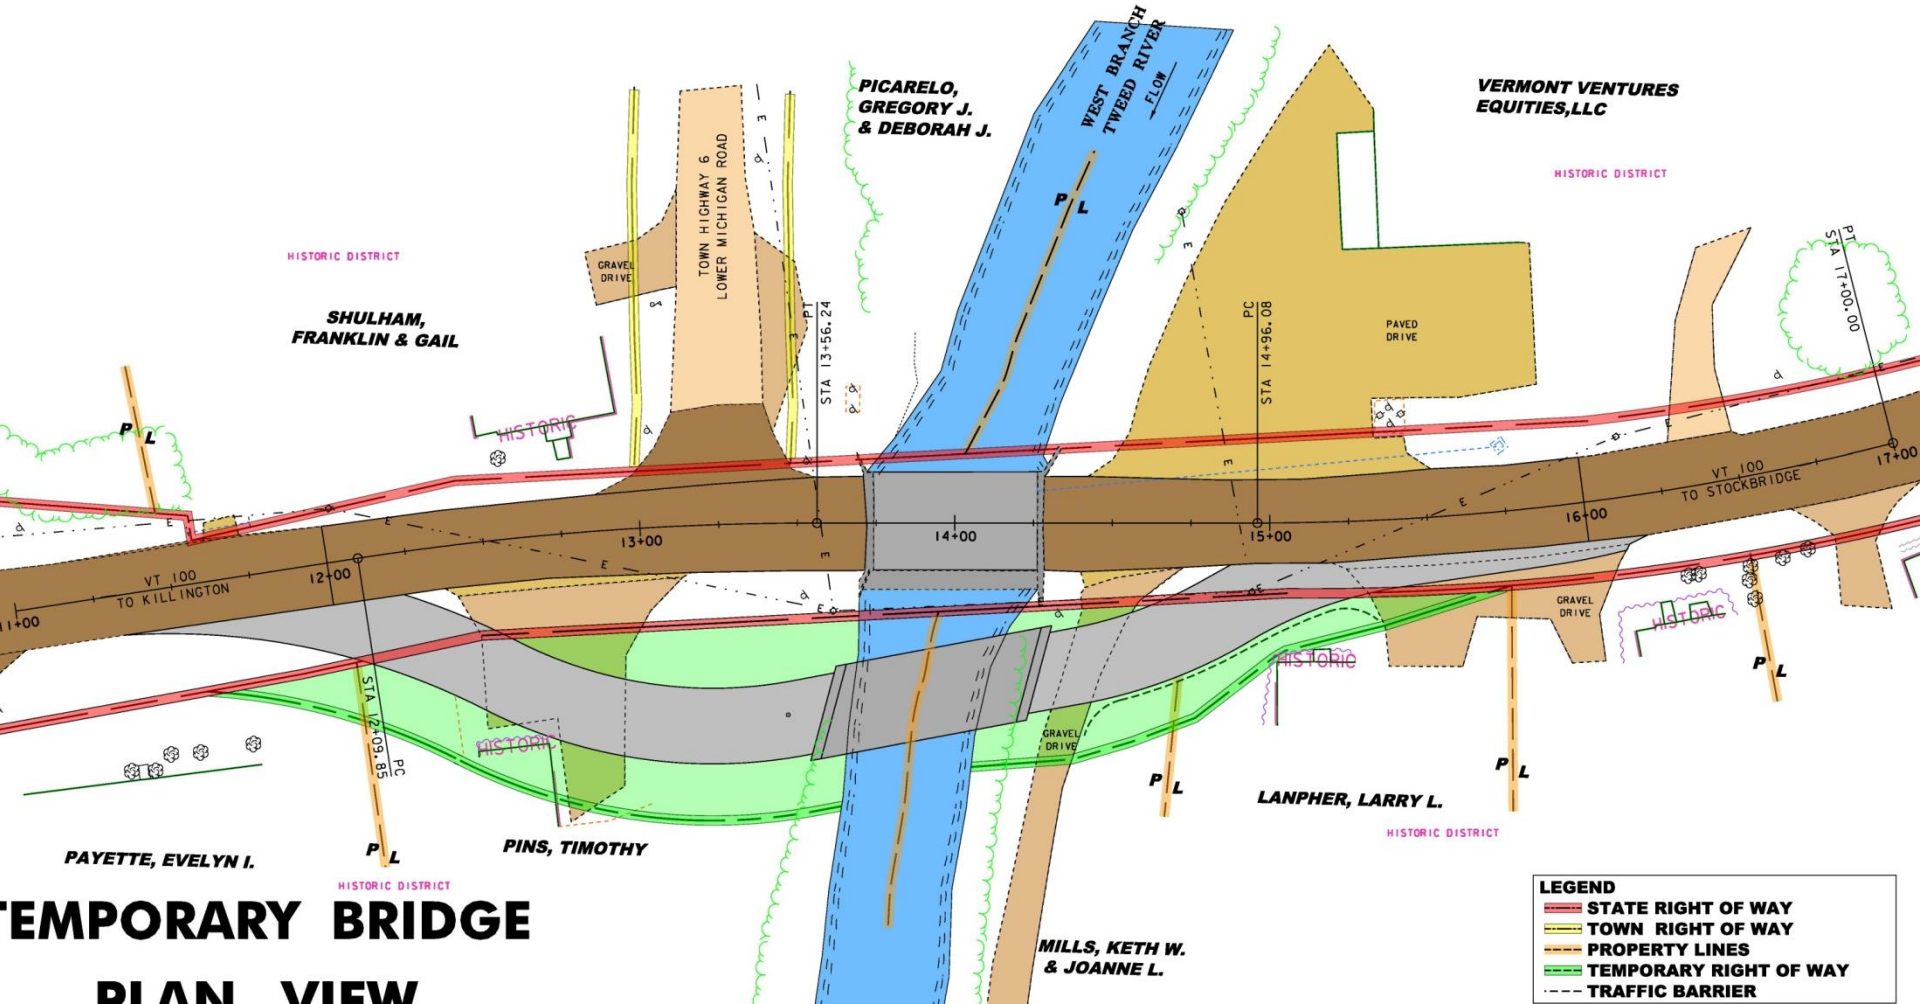 WEST BRANCH
TWEED RIVER
FLOW
PICARELO,
GREGORY J.
& DEBORAH J.
VERMONT VENTURES
EQUITIES,LLC
HISTORIC DISTRICT
TOWN HIGHWAY 6
LOWER MICHIGAN ROAD
E
P L
E
HISTORIC DISTRICT
GRAVEL
DRIVE
SHULHAM,
FRANKLIN & GAIL
PT
STA 13+56.24
PC
STA 14+96.08
PAVED
DRIVE
PT
STA 17+00.00
E
E
E
P L
HISTORIC
E
E
E
E
E
VT 100
TO STOCKBRIDGE
17+00
16+00
15+00
14+00
13+00
12+00
11+00
VT 100
TO KILLINGTON
E
E
E
E
E
GRAVEL
DRIVE
HISTORIC
HISTORIC
P L
STA 12+09.85
PC
HISTORIC
GRAVEL
DRIVE
P L
P L
LANPHER, LARRY L.
HISTORIC DISTRICT
PAYETTE, EVELYN I.
P L
PINS, TIMOTHY
HISTORIC DISTRICT
TEMPORARY BRIDGE
PLAN VIEW
MILLS, KETH W.
& JOANNE L.
LEGEND
STATE RIGHT OF WAY
TOWN RIGHT OF WAY
PROPERTY LINES
TEMPORARY RIGHT OF WAY
TRAFFIC BARRIER